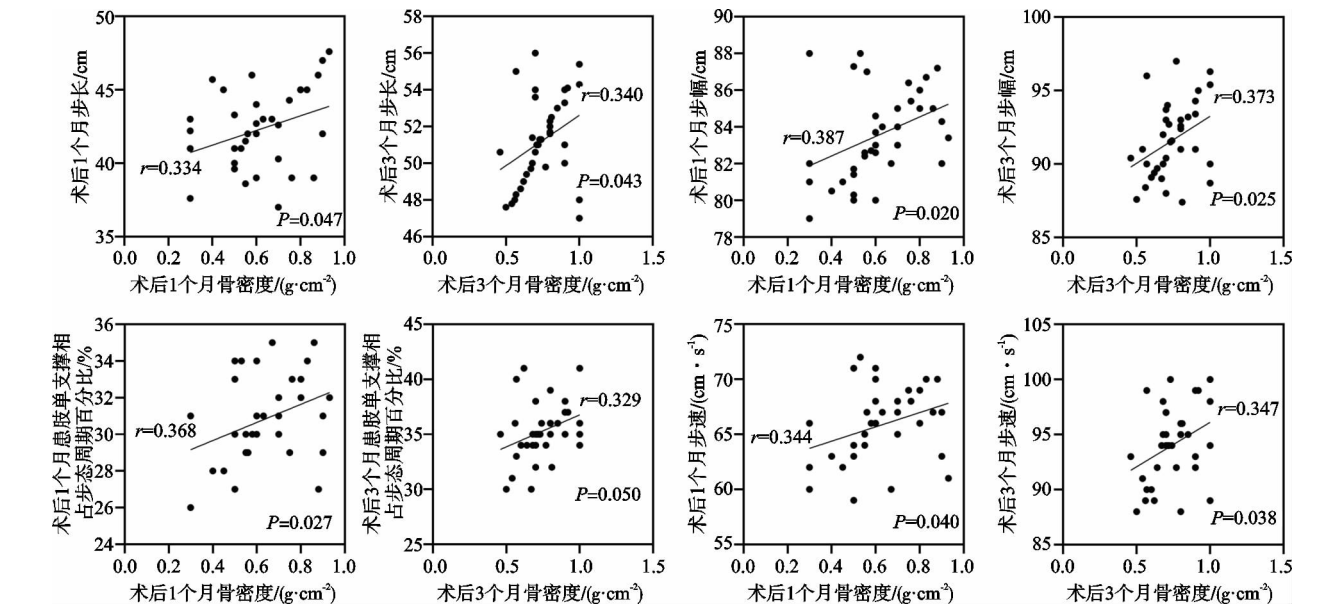 50
45
40
35
术后1个月步长/cm
r=0.334
P=0.047
0.0 0.2 0.4 0.6 0.8 1.0
术后1个月骨密度/(g·cm-2)
58
56
54
52
50
48
46
术后3个月步长/cm
r=0.340
P=0.043
0.0 0.5 1.0 1.5
术后3个月骨密度/(g·cm-2)
90
88
86
84
82
80
78
术后1个月步幅/cm
r=0.387
P=0.020
0.0 0.2 0.4 0.6 0.8 1.0
术后1个月骨密度/(g·cm-2)
100
95
90
85
术后3个月步幅/cm
r=0.373
P=0.025
0.0 0.5 1.0 1.5
术后3个月骨密度/(g·cm-2)
36
34
32
30
28
26
24
术后1个月患肢单支撑相
占步态周期百分比/%
r=0.368
P=0.027
0.0 0.2 0.4 0.6 0.8 1.0
术后1个月骨密度/(g·cm-2)
45
40
35
30
25
术后3个月患肢单支撑相
占步态周期百分比/%
r=0.329
P=0.050
0.0 0.5 1.0 1.5
术后3个月骨密度/(g·cm-2)
75
70
65
60
55
术后1个月步速/(cm·s-1)
r=0.344
P=0.040
0.0 0.2 0.4 0.6 0.8 1.0
术后1个月骨密度/(g·cm-2)
105
100
95
90
85
术后3个月步速/(cm·s-1)
r=0.347
P=0.038
0.0 0.5 1.0 1.5
术后3个月骨密度/(g·cm-2)